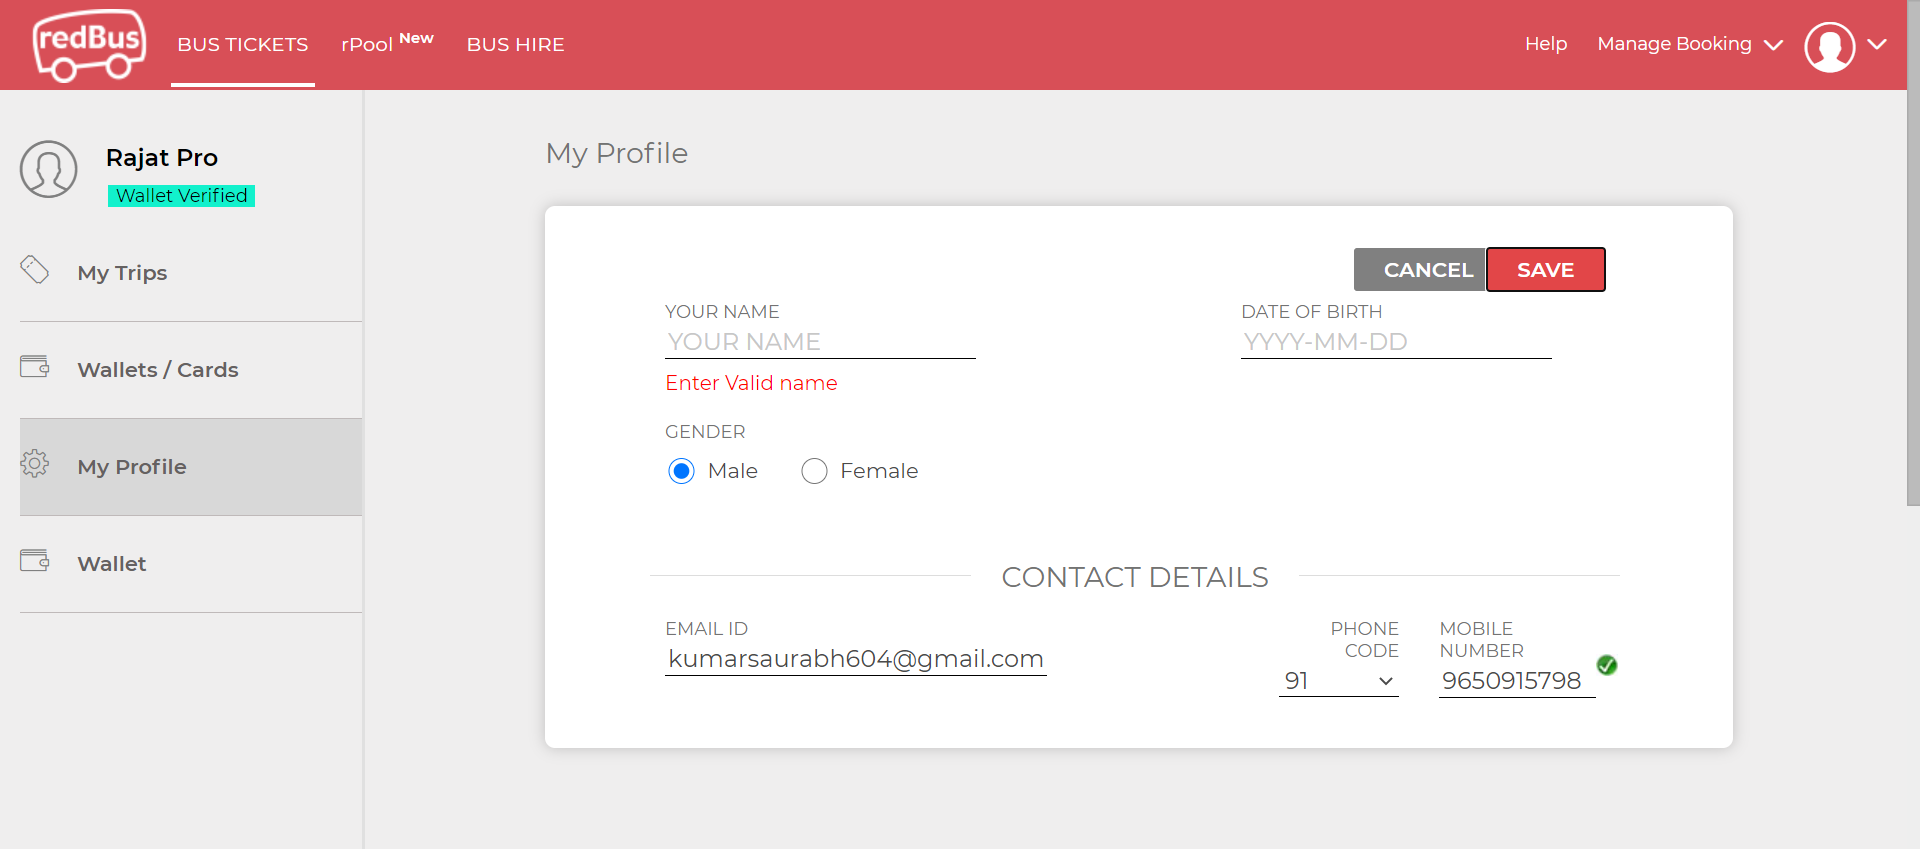 redBus
BUS TICKETS
rPool New
BUS HIRE
Help
Manage Booking
Rajat Pro
Wallet Verified
My Trips
Wallets / Cards
My Profile
Wallet
My Profile
CANCEL
SAVE
YOUR NAME
YOUR NAME
Enter Valid name
DATE OF BIRTH
YYYY-MM-DD
GENDER
Male
Female
CONTACT DETAILS
EMAIL ID
kumarsaurabh604@gmail.com
PHONE
CODE
91
MOBILE
NUMBER
9650915798